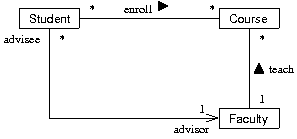 Student * enroll * Course
advisee * *
teach
1 1
advisor Faculty